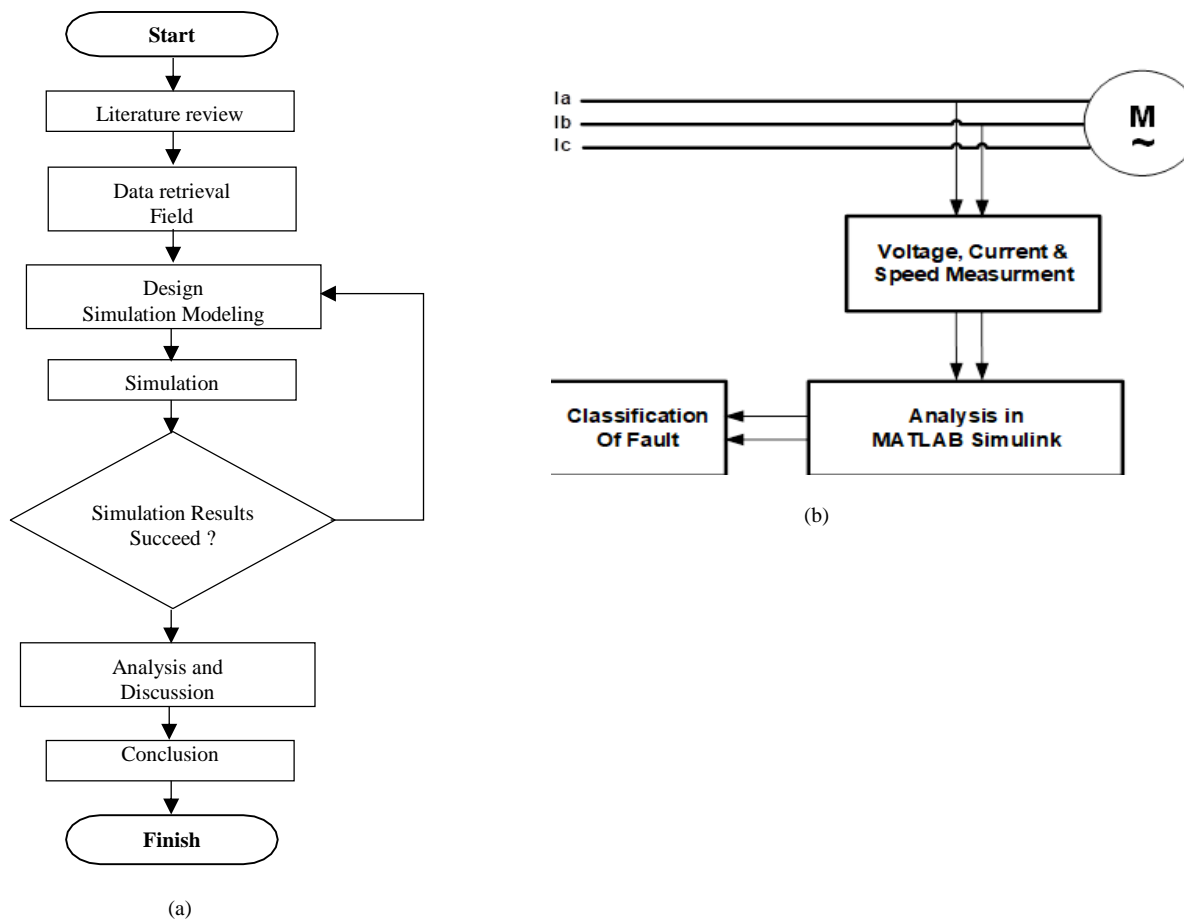 Start
Literature review
Data retrieval
Field
Design
Simulation Modeling
Simulation
Simulation Results
Succeed ?
Analysis and
Discussion
Conclusion
Finish
(a)
Ia
Ib
Ic
M
~
Voltage, Current &
Speed Measurment
Analysis in
MATLAB Simulink
Classification
Of Fault
(b)